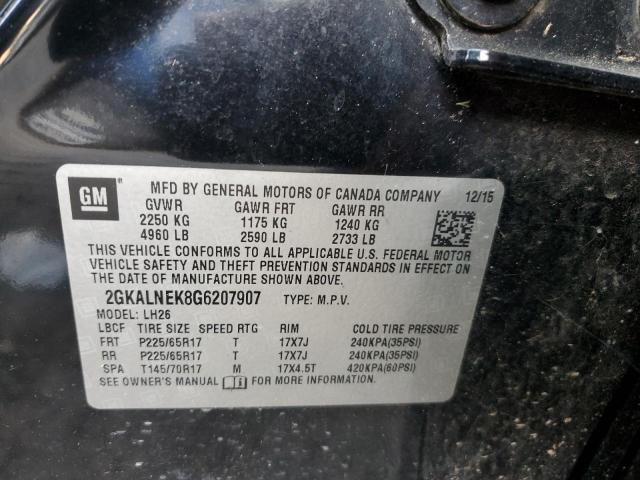 GM
MFD BY GENERAL MOTORS OF CANADA COMPANY 12/15
GVWR GAWR FRT GAWR RR
2250 KG 1175 KG 1240 KG
4960 LB 2590 LB 2733 LB
THIS VEHICLE CONFORMS TO ALL APPLICABLE U.S. FEDERAL MOTOR
VEHICLE SAFETY AND THEFT PREVENTION STANDARDS IN EFFECT ON
THE DATE OF MANUFACTURE SHOWN ABOVE.
2GKALNEK8G6207907 TYPE: M.P.V.
MODEL: LH26
LBCF TIRE SIZE SPEED RTG RIM COLD TIRE PRESSURE
FRT P225/65R17 T 17X7J 240KPA(35PSI)
RR P225/65R17 T 17X7J 240KPA(35PSI)
SPA T145/70R17 M 17X4.5T 420KPA(60PSI)
SEE OWNER'S MANUAL FOR MORE INFORMATION.